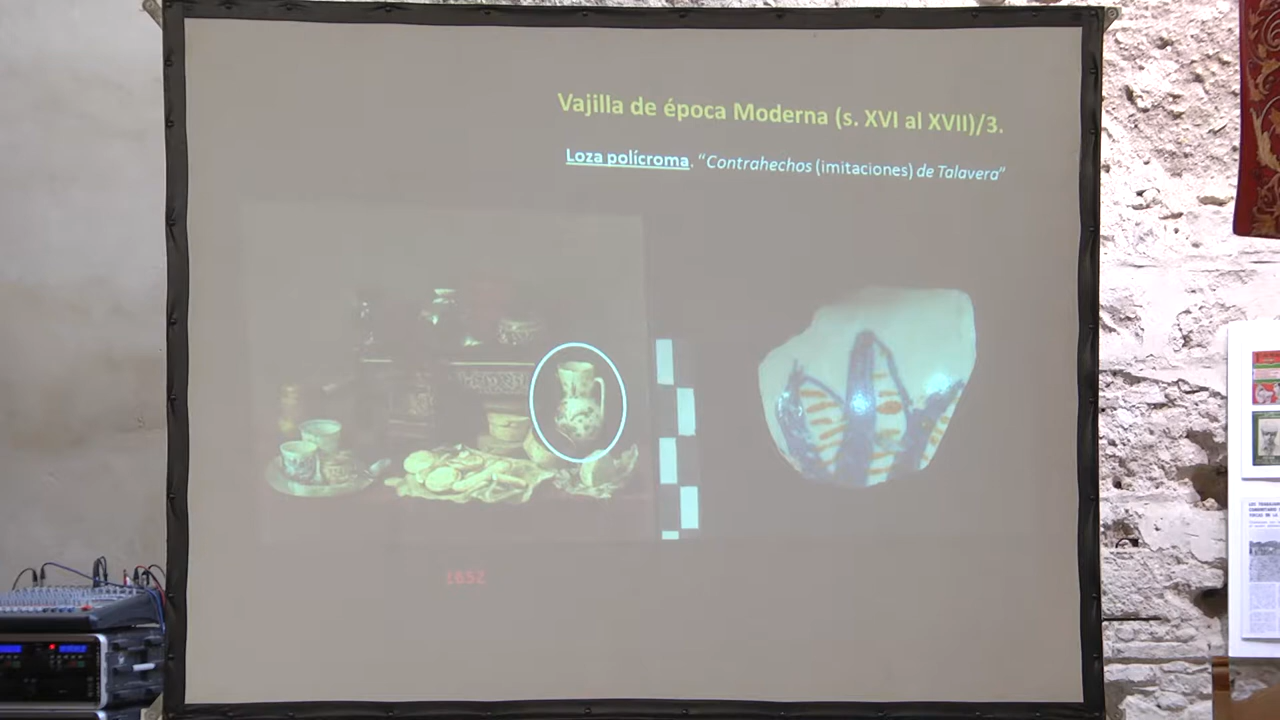 Vajilla de época Moderna (s. XVI al XVII)/3.
Loza polícroma. "Contrahechos (imitaciones) de Talavera"
1652